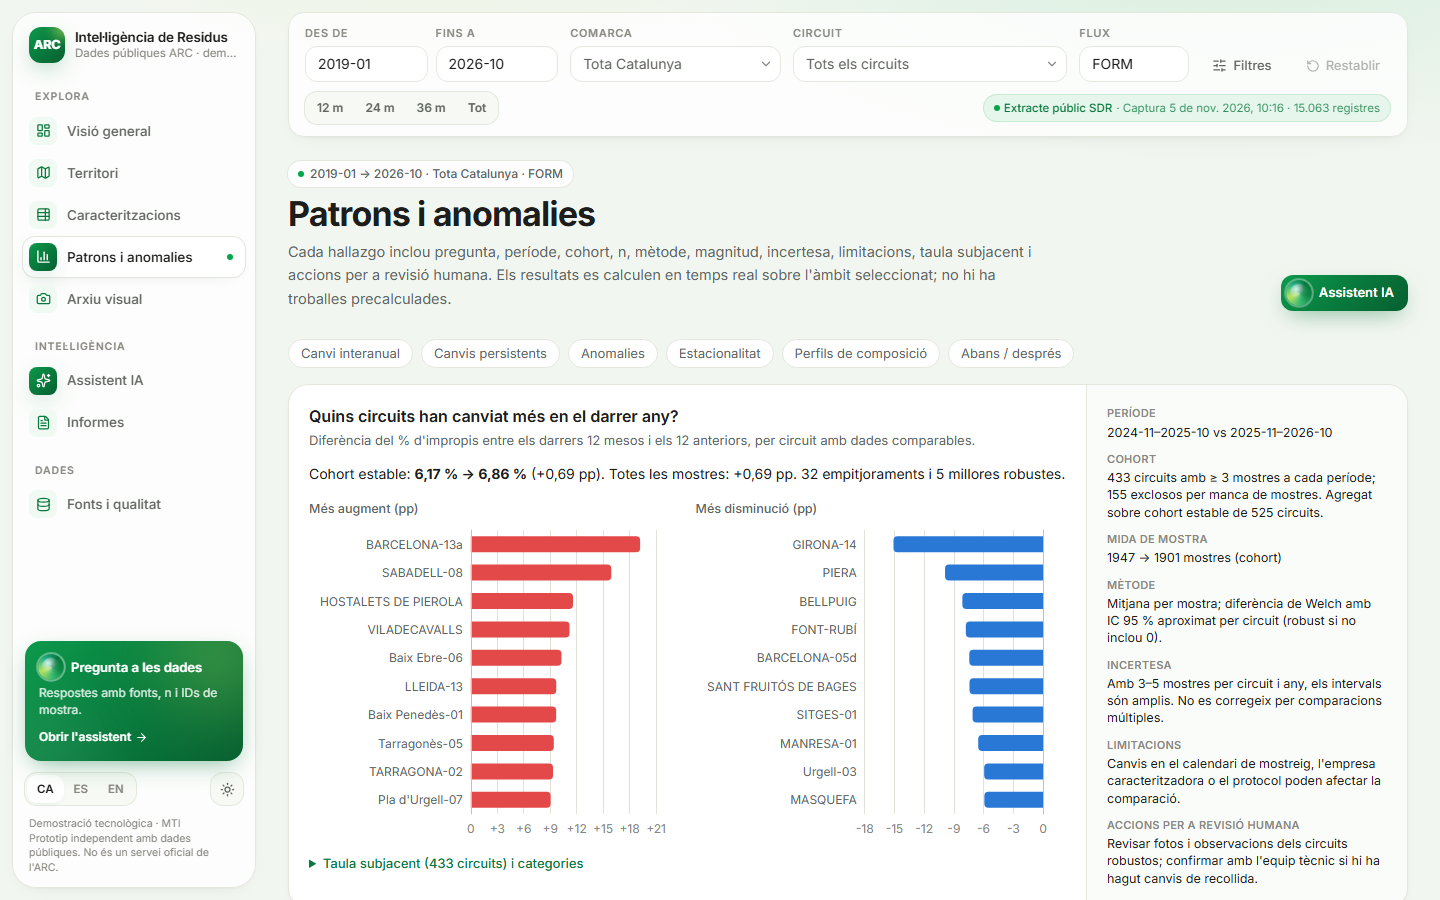 ARC
Intel·ligència de Residus
Dades públiques ARC · dem...
EXPLORA
Visió general
Territori
Caracteritzacions
Patrons i anomalies
Arxiu visual
INTEL·LIGÈNCIA
Assistent IA
Informes
DADES
Fonts i qualitat
Pregunta a les dades
Respostes amb fonts, n i IDs de
mostra.
Obrir l'assistent →
CA ES EN
Demostració tecnològica · MTI
Prototip independent amb dades
públiques. No és un servei oficial de
l'ARC.
DES DE
2019-01
FINS A
2026-10
COMARCA
Tota Catalunya
CIRCUIT
Tots els circuits
FLUX
FORM
Filtres
Restablir
12 m 24 m 36 m Tot
Extracte públic SDR · Captura 5 de nov. 2026, 10:16 · 15.063 registres
2019-01 → 2026-10 · Tota Catalunya · FORM
Patrons i anomalies
Cada hallazgo inclou pregunta, període, cohort, n, mètode, magnitud, incertesa, limitacions, taula subjacent i
accions per a revisió humana. Els resultats es calculen en temps real sobre l'àmbit seleccionat; no hi ha
troballes precalculades.
Assistent IA
Canvi interanual
Canvis persistents
Anomalies
Estacionalitat
Perfils de composició
Abans / després
Quins circuits han canviat més en el darrer any?
Diferència del % d'impropis entre els darrers 12 mesos i els 12 anteriors, per circuit amb dades comparables.
Cohort estable: 6,17 % → 6,86 % (+0,69 pp). Totes les mostres: +0,69 pp. 32 empitjoraments i 5 millores robustes.
Més augment (pp)
BARCELONA-13a
SABADELL-08
HOSTALETS DE PIEROLA
VILADECAVALLS
Baix Ebre-06
LLEIDA-13
Baix Penedès-01
Tarragonès-05
TARRAGONA-02
Pla d'Urgell-07
0 +3 +6 +9 +12 +15 +18 +21
Més disminució (pp)
GIRONA-14
PIERA
BELLPUIG
FONT-RUBÍ
BARCELONA-05d
SANT FRUITÓS DE BAGES
SITGES-01
MANRESA-01
Urgell-03
MASQUEFA
-18 -15 -12 -9 -6 -3 0
▶ Taula subjacent (433 circuits) i categories
PERÍODE
2024-11–2025-10 vs 2025-11–2026-10
COHORT
433 circuits amb ≥ 3 mostres a cada període;
155 exclosos per manca de mostres. Agregat
sobre cohort estable de 525 circuits.
MIDA DE MOSTRA
1947 → 1901 mostres (cohort)
MÈTODE
Mitjana per mostra; diferència de Welch amb
IC 95 % aproximat per circuit (robust si no
inclou 0).
INCERTESA
Amb 3–5 mostres per circuit i any, els intervals
són amplis. No es corregeix per comparacions
múltiples.
LIMITACIONS
Canvis en el calendari de mostreig, l'empresa
caracteritzadora o el protocol poden afectar la
comparació.
ACCIONS PER A REVISIÓ HUMANA
Revisar fotos i observacions dels circuits
robustos; confirmar amb l'equip tècnic si hi ha
hagut canvis de recollida.